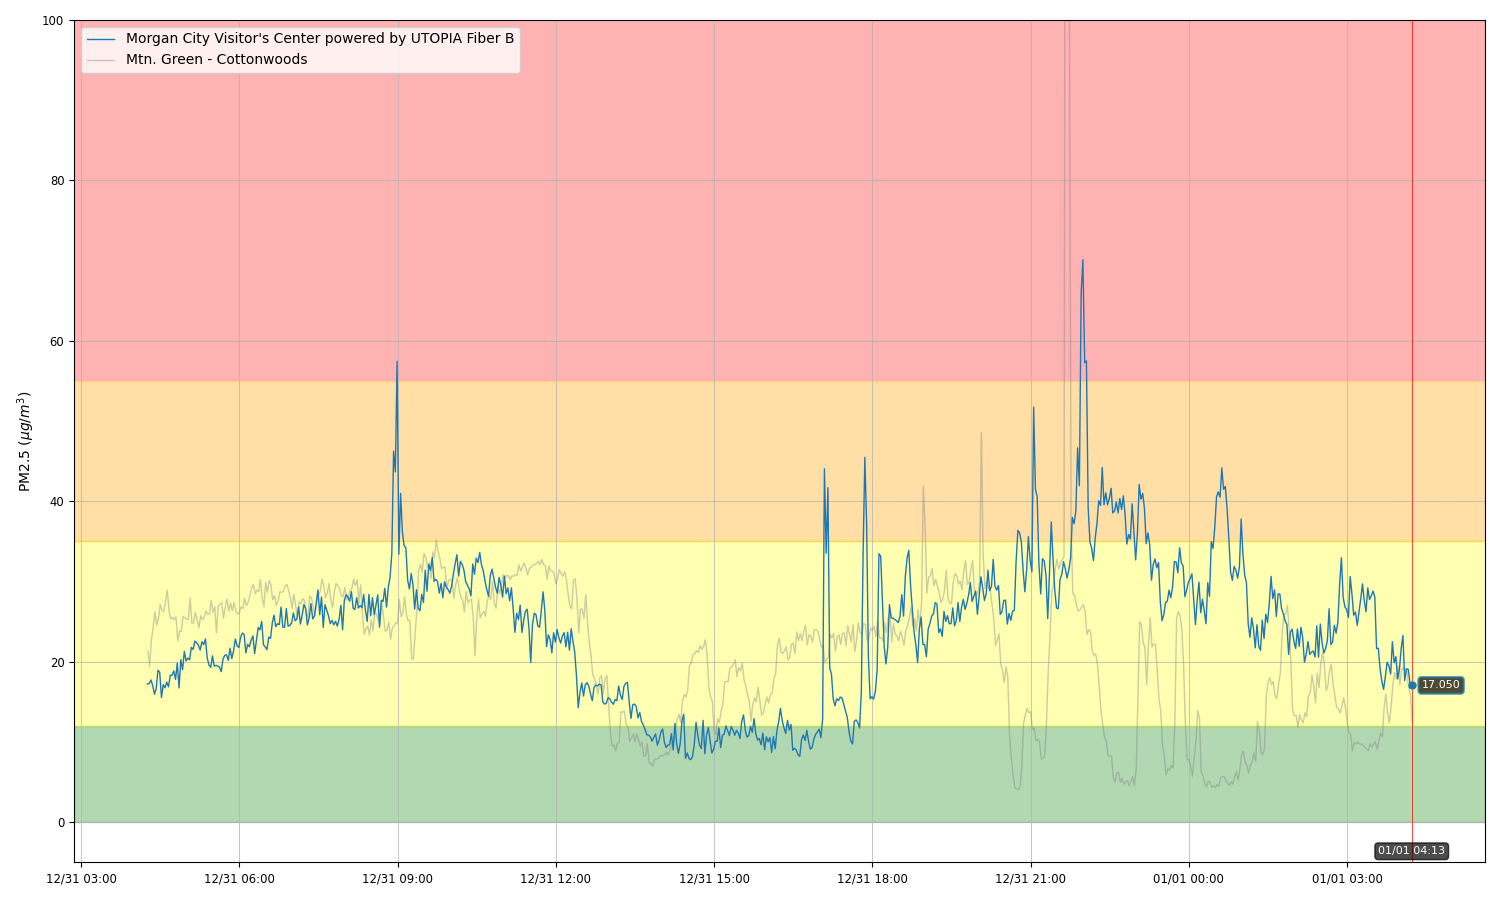 100
Morgan City Visitor's Center powered by UTOPIA Fiber B
Mtn. Green - Cottonwoods
80
60
PM2.5 (μg/m³)
40
20
17.050
0
01/01 04:13
12/31 03:00 12/31 06:00 12/31 09:00 12/31 12:00 12/31 15:00 12/31 18:00 12/31 21:00 01/01 00:00 01/01 03:00